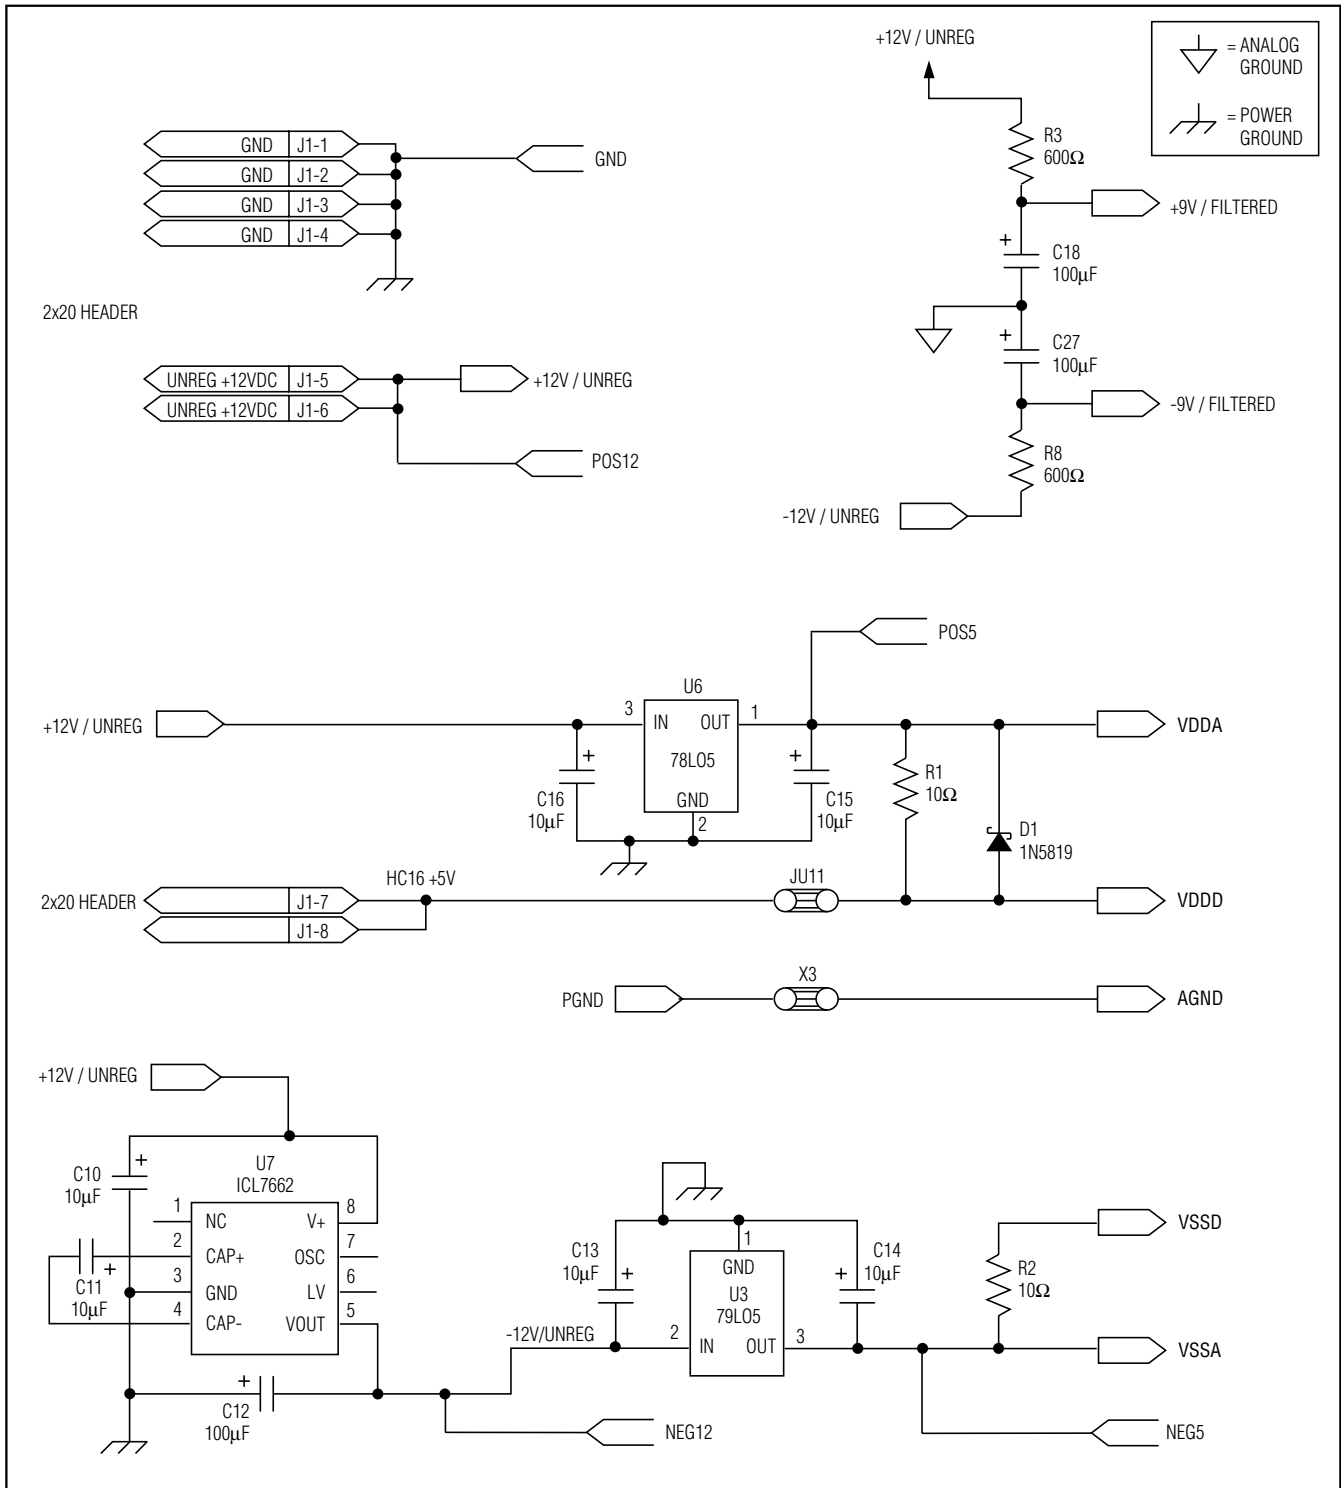 +12V / UNREG
= ANALOG
GROUND
= POWER
GROUND
GND J1-1
GND J1-2
GND J1-3
GND J1-4
GND
R3
600Ω
+9V / FILTERED
+
C18
100µF
2x20 HEADER
+
C27
100µF
UNREG +12VDC J1-5
UNREG +12VDC J1-6
+12V / UNREG
-9V / FILTERED
POS12
R8
600Ω
-12V / UNREG
POS5
U6
+12V / UNREG
3
IN OUT
1
VDDA
78LO5
GND
2
+
C16
10µF
+
C15
10µF
R1
10Ω
D1
1N5819
HC16 +5V
JU11
2x20 HEADER
J1-7
J1-8
VDDD
X3
PGND
AGND
+12V / UNREG
C10
10µF
+
U7
ICL7662
1
NC
V+
8
2
CAP+
OSC
7
3
GND
LV
6
4
CAP-
VOUT
5
C11
10µF
+
+
C12
100µF
-12V/UNREG
NEG12
C13
10µF
+
1
GND
U3
79LO5
2
IN OUT
3
C14
10µF
+
R2
10Ω
VSSD
VSSA
NEG5